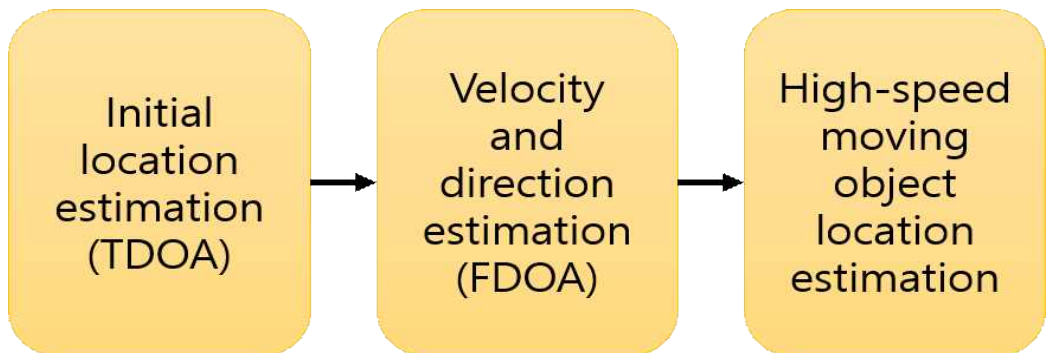 Initial
location
estimation
(TDOA)
Velocity
and
direction
estimation
(FDOA)
High-speed
moving
object
location
estimation